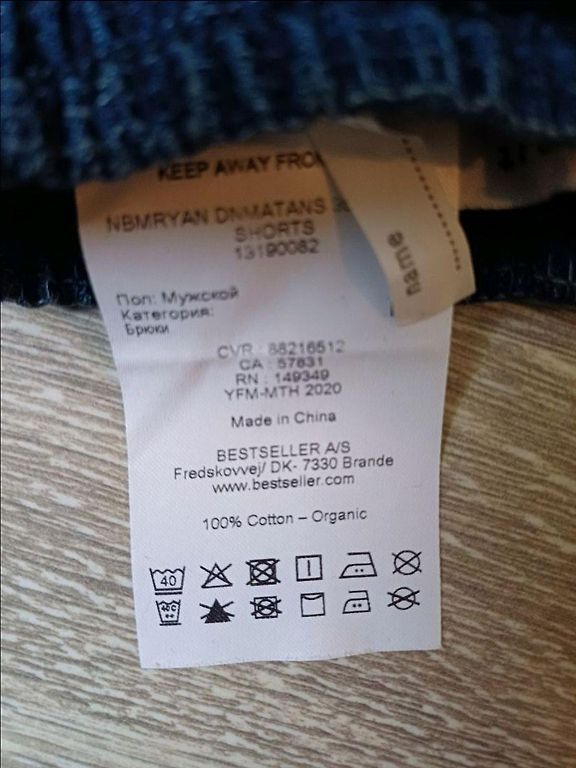 KEEP AWAY FRO
NBMRYAN DNMATANS
SHORTS
13190082
name
Пол: Мужской
Категория:
Брюки
CVR : 88216512
CA : 57831
RN : 149349
YFM-MTH 2020
Made in China
BESTSELLER A/S
Fredskovvej/ DK- 7330 Brande
www.bestseller.com
100% Cotton – Organic
40
40C